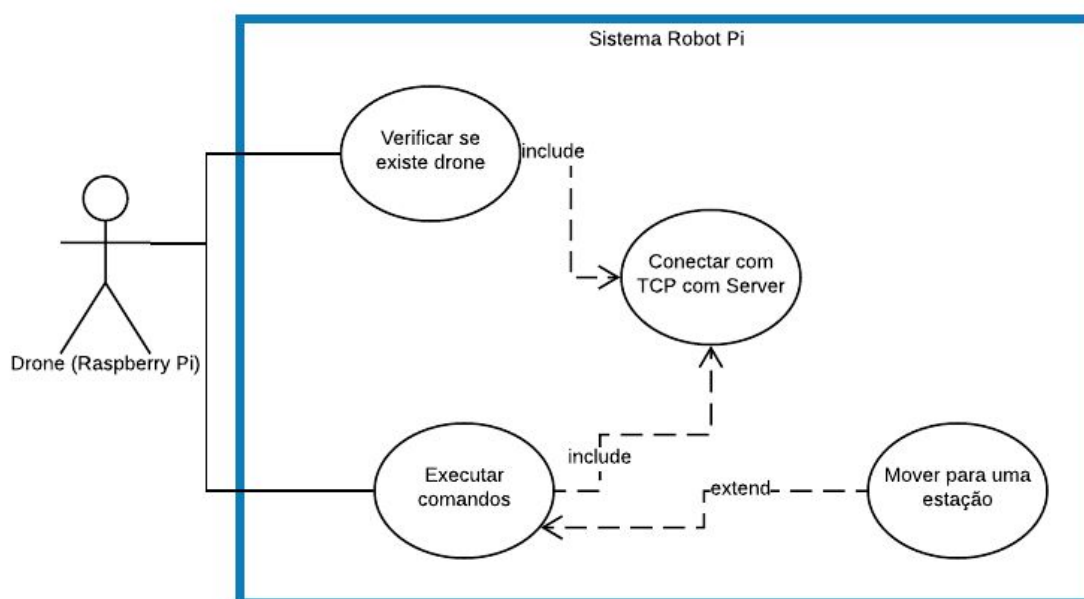 Sistema Robot Pi
Verificar se
existe drone
include
Conectar com
TCP com Server
Drone (Raspberry Pi)
include
Executar
comandos
extend
Mover para uma
estação